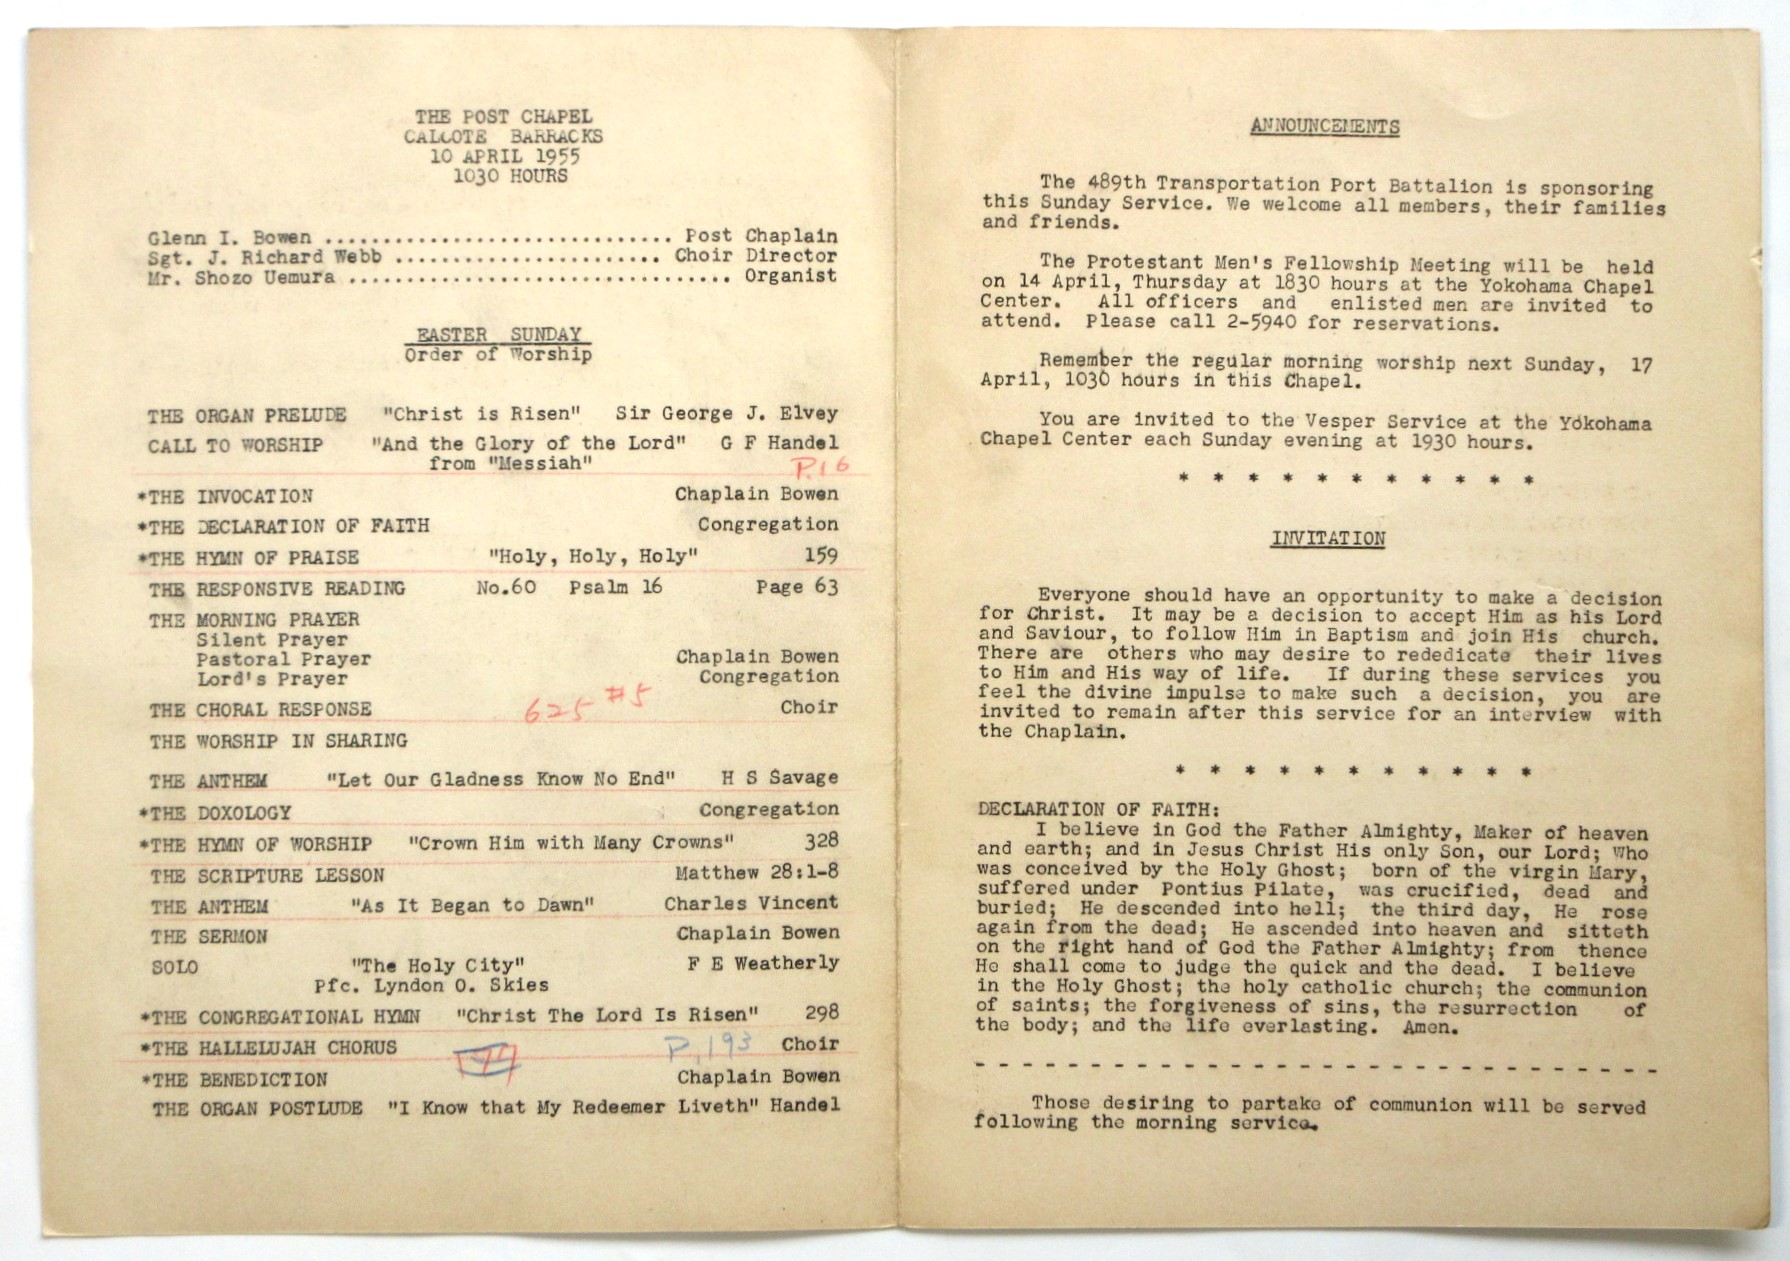 THE POST CHAPEL
CALCOTE BARRACKS
10 APRIL 1955
1030 HOURS
Glenn I. Bowen .............................. Post Chaplain
Sgt. J. Richard Webb ....................... Choir Director
Mr. Shozo Uemura ................................. Organist
EASTER SUNDAY
Order of Worship
THE ORGAN PRELUDE "Christ is Risen" Sir George J. Elvey
CALL TO WORSHIP "And the Glory of the Lord" G F Handel
from "Messiah" P.16
*THE INVOCATION Chaplain Bowen
*THE DECLARATION OF FAITH Congregation
*THE HYMN OF PRAISE "Holy, Holy, Holy" 159
THE RESPONSIVE READING No.60 Psalm 16 Page 63
THE MORNING PRAYER
Silent Prayer
Pastoral Prayer Chaplain Bowen
Lord's Prayer Congregation
THE CHORAL RESPONSE 625 #5 Choir
THE WORSHIP IN SHARING
THE ANTHEM "Let Our Gladness Know No End" H S Savage
*THE DOXOLOGY Congregation
*THE HYMN OF WORSHIP "Crown Him with Many Crowns" 328
THE SCRIPTURE LESSON Matthew 28:1-8
THE ANTHEM "As It Began to Dawn" Charles Vincent
THE SERMON Chaplain Bowen
SOLO "The Holy City" F E Weatherly
Pfc. Lyndon O. Skies
*THE CONGREGATIONAL HYMN "Christ The Lord Is Risen" 298
*THE HALLELUJAH CHORUS P.193 Choir
*THE BENEDICTION Chaplain Bowen
THE ORGAN POSTLUDE "I Know that My Redeemer Liveth" Handel
ANNOUNCEMENTS
The 489th Transportation Port Battalion is sponsoring
this Sunday Service. We welcome all members, their families
and friends.
The Protestant Men's Fellowship Meeting will be held
on 14 April, Thursday at 1830 hours at the Yokohama Chapel
Center. All officers and enlisted men are invited to
attend. Please call 2-5940 for reservations.
Remember the regular morning worship next Sunday, 17
April, 1030 hours in this Chapel.
You are invited to the Vesper Service at the Yokohama
Chapel Center each Sunday evening at 1930 hours.
* * * * * * * * * * *
INVITATION
Everyone should have an opportunity to make a decision
for Christ. It may be a decision to accept Him as his Lord
and Saviour, to follow Him in Baptism and join His church.
There are others who may desire to rededicate their lives
to Him and His way of life. If during these services you
feel the divine impulse to make such a decision, you are
invited to remain after this service for an interview with
the Chaplain.
* * * * * * * * * * *
DECLARATION OF FAITH:
I believe in God the Father Almighty, Maker of heaven
and earth; and in Jesus Christ His only Son, our Lord; Who
was conceived by the Holy Ghost; born of the virgin Mary,
suffered under Pontius Pilate, was crucified, dead and
buried; He descended into hell; the third day, He rose
again from the dead; He ascended into heaven and sitteth
on the right hand of God the Father Almighty; from thence
He shall come to judge the quick and the dead. I believe
in the Holy Ghost; the holy catholic church; the communion
of saints; the forgiveness of sins, the resurrection of
the body; and the life everlasting. Amen.
- - - - - - - - - - - - - - - - - - - - - - - - - - - - - -
Those desiring to partake of communion will be served
following the morning service.